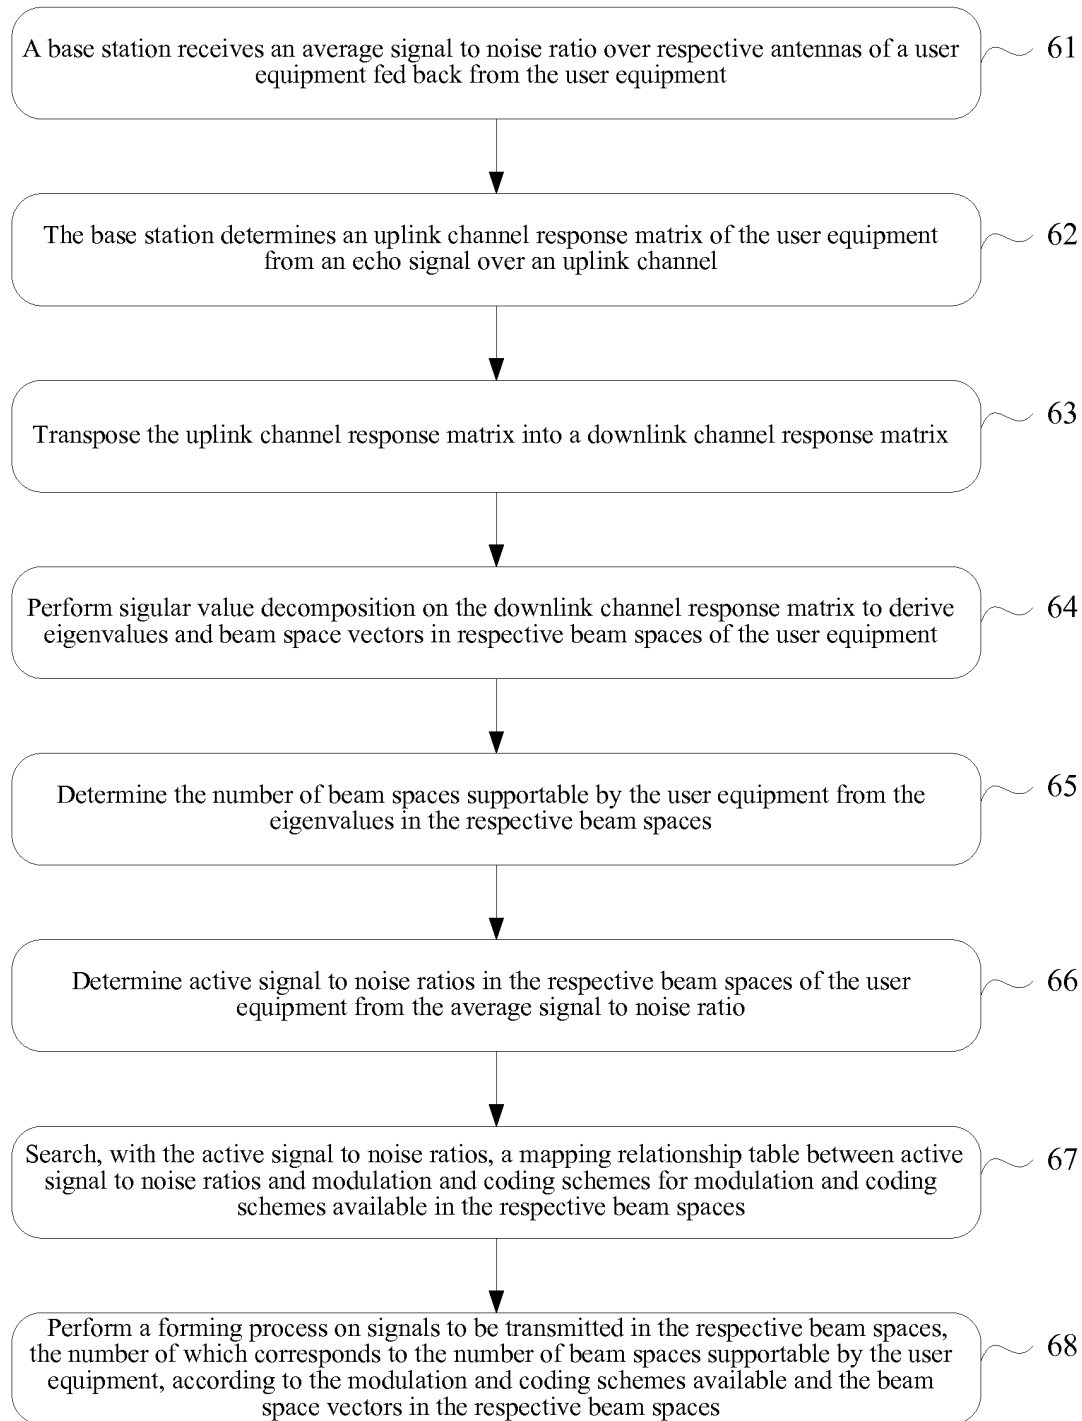 A base station receives an average signal to noise ratio over respective antennas of a user
equipment fed back from the user equipment
61
The base station determines an uplink channel response matrix of the user equipment
from an echo signal over an uplink channel
62
Transpose the uplink channel response matrix into a downlink channel response matrix
63
Perform sigular value decomposition on the downlink channel response matrix to derive
eigenvalues and beam space vectors in respective beam spaces of the user equipment
64
Determine the number of beam spaces supportable by the user equipment from the
eigenvalues in the respective beam spaces
65
Determine active signal to noise ratios in the respective beam spaces of the user
equipment from the average signal to noise ratio
66
Search, with the active signal to noise ratios, a mapping relationship table between active
signal to noise ratios and modulation and coding schemes for modulation and coding
schemes available in the respective beam spaces
67
Perform a forming process on signals to be transmitted in the respective beam spaces,
the number of which corresponds to the number of beam spaces supportable by the user
equipment, according to the modulation and coding schemes available and the beam
space vectors in the respective beam spaces
68